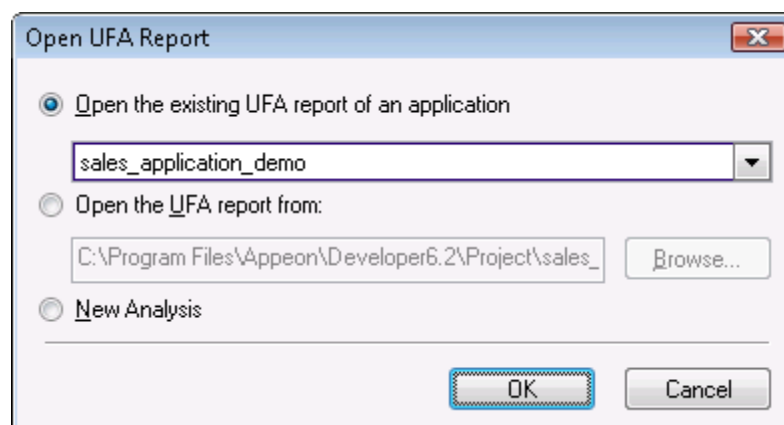 Open UFA Report
Open the existing UFA report of an application
sales_application_demo
Open the UFA report from:
C:\Program Files\Appeon\Developer6.2\Project\sales_
Browse...
New Analysis
OK Cancel